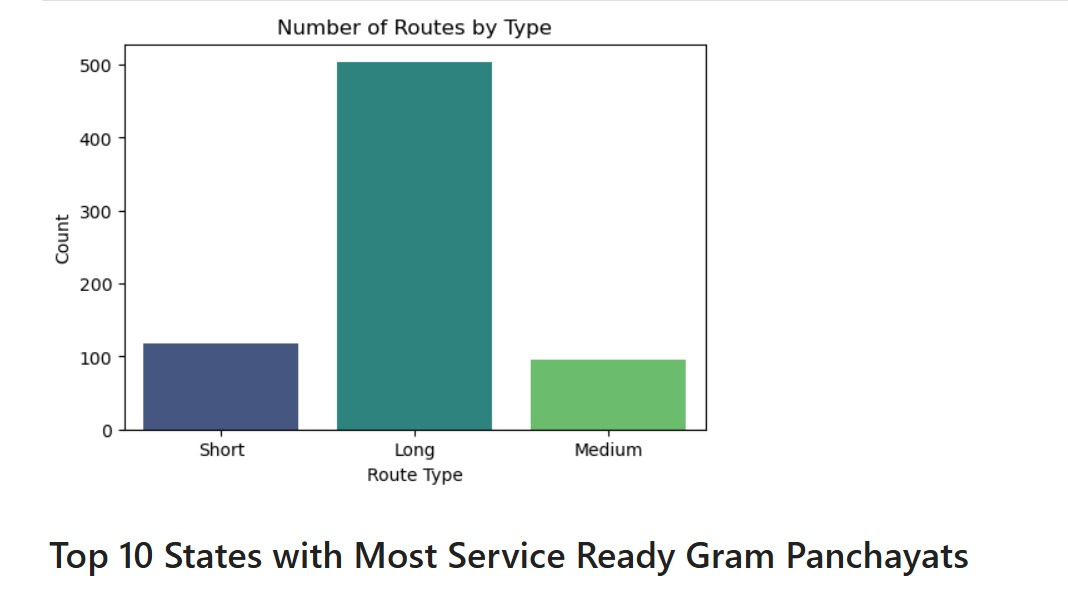 Number of Routes by Type
500
400
300
200
100
0
Count
Short Long Medium
Route Type
Top 10 States with Most Service Ready Gram Panchayats